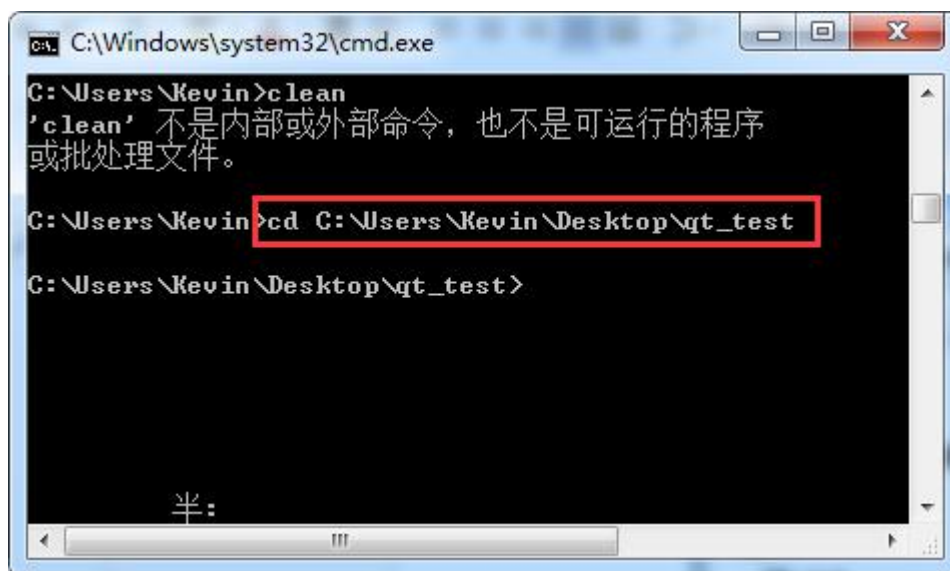 C:\Windows\system32\cmd.exe
C:\Users\Kevin>clean
'clean' 不是内部或外部命令，也不是可运行的程序
或批处理文件。
C:\Users\Kevin>cd C:\Users\Kevin\Desktop\qt_test
C:\Users\Kevin\Desktop\qt_test>
半: